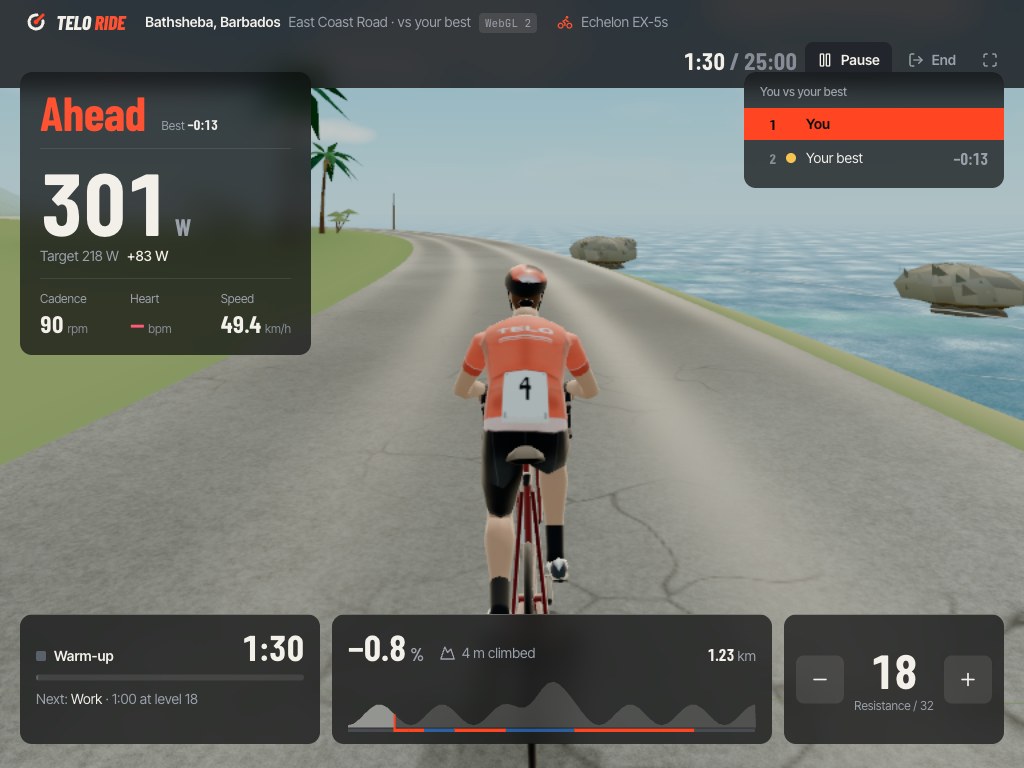 TELO RIDE Bathsheba, Barbados East Coast Road · vs your best WebGL 2 Echelon EX-5s
1:30 / 25:00 Pause End
Ahead Best −0:13
301 W
Target 218 W +83 W
Cadence Heart Speed
90 rpm – bpm 49.4 km/h
You vs your best
1 You
2 Your best −0:13
TELO
4
Warm-up 1:30
Next: Work · 1:00 at level 18
−0.8 % 4 m climbed 1.23 km
− 18 +
Resistance / 32